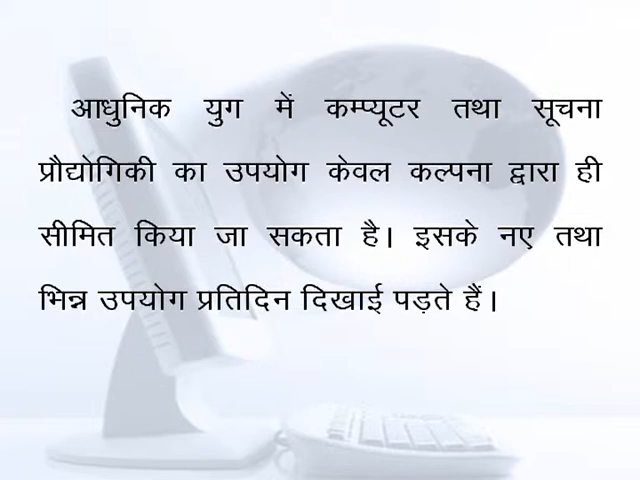 आधुनिक युग में कम्प्यूटर तथा सूचना
प्रौद्योगिकी का उपयोग केवल कल्पना द्वारा ही
सीमित किया जा सकता है। इसके नए तथा
भिन्न उपयोग प्रतिदिन दिखाई पड़ते हैं।